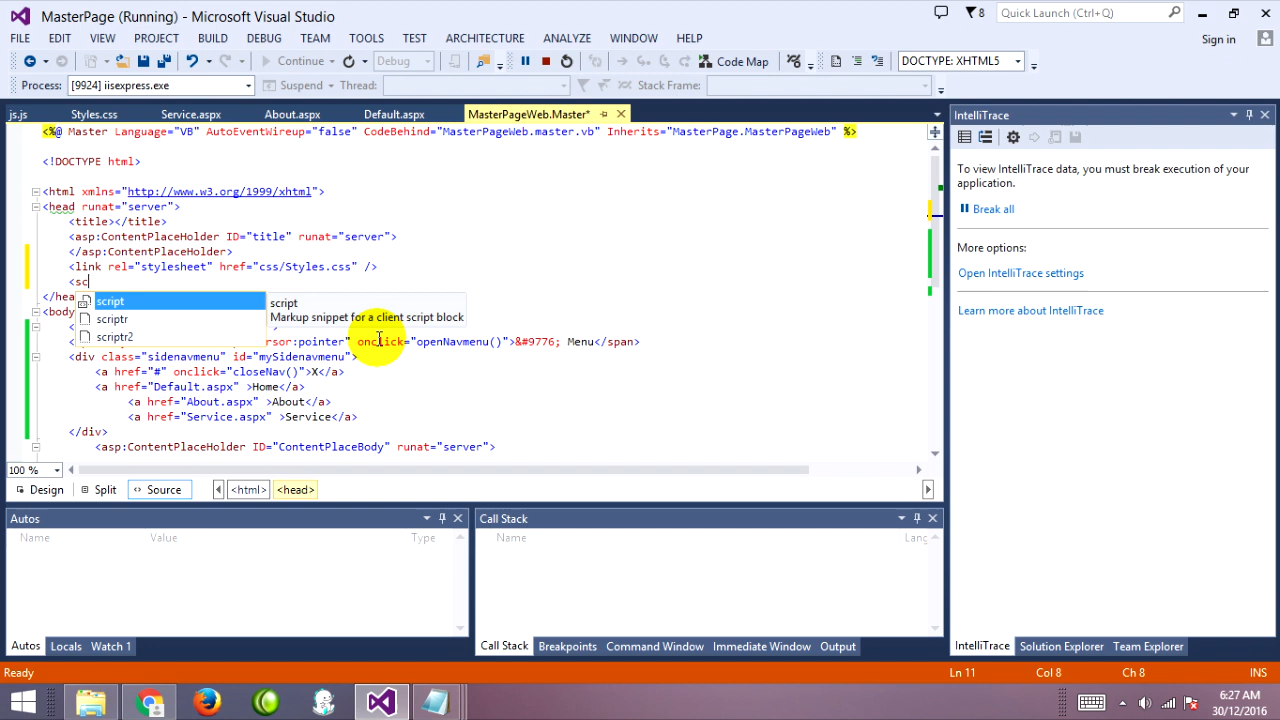 MasterPage (Running) - Microsoft Visual Studio
8
Quick Launch (Ctrl+Q)
FILE EDIT VIEW PROJECT BUILD DEBUG TEAM TOOLS TEST ARCHITECTURE ANALYZE WINDOW HELP
Sign in
Continue Debug Code Map DOCTYPE: XHTML5
Process: [9924] iisexpress.exe Suspend Thread: Stack Frame:
js.js Styles.css Service.aspx About.aspx Default.aspx MasterPageWeb.Master*
<%@ Master Language="VB" AutoEventWireup="false" CodeBehind="MasterPageWeb.master.vb" Inherits="MasterPage.MasterPageWeb" %>
<!DOCTYPE html>
<html xmlns="http://www.w3.org/1999/xhtml">
<head runat="server">
<title></title>
<asp:ContentPlaceHolder ID="title" runat="server">
</asp:ContentPlaceHolder>
<link rel="stylesheet" href="css/Styles.css" />
<sc
</hea
script
scriptr
scriptr2
script
Markup snippet for a client script block
<body
ursor:pointer" onclick="openNavmenu()">&#9776; Menu</span>
<div class="sidenavmenu" id="mySidenavmenu">
<a href="#" onclick="closeNav()">X</a>
<a href="Default.aspx" >Home</a>
<a href="About.aspx" >About</a>
<a href="Service.aspx" >Service</a>
</div>
<asp:ContentPlaceHolder ID="ContentPlaceBody" runat="server">
100 %
Design Split Source <html> <head>
IntelliTrace
To view IntelliTrace data, you must break execution of your
application.
Break all
More options:
Open IntelliTrace settings
Learn more about IntelliTrace
Autos
Name Value Type
Call Stack
Name Lang
Autos Locals Watch 1
Call Stack Breakpoints Command Window Immediate Window Output
IntelliTrace Solution Explorer Team Explorer
Ready Ln 11 Col 8 Ch 8 INS
6:27 AM
30/12/2016